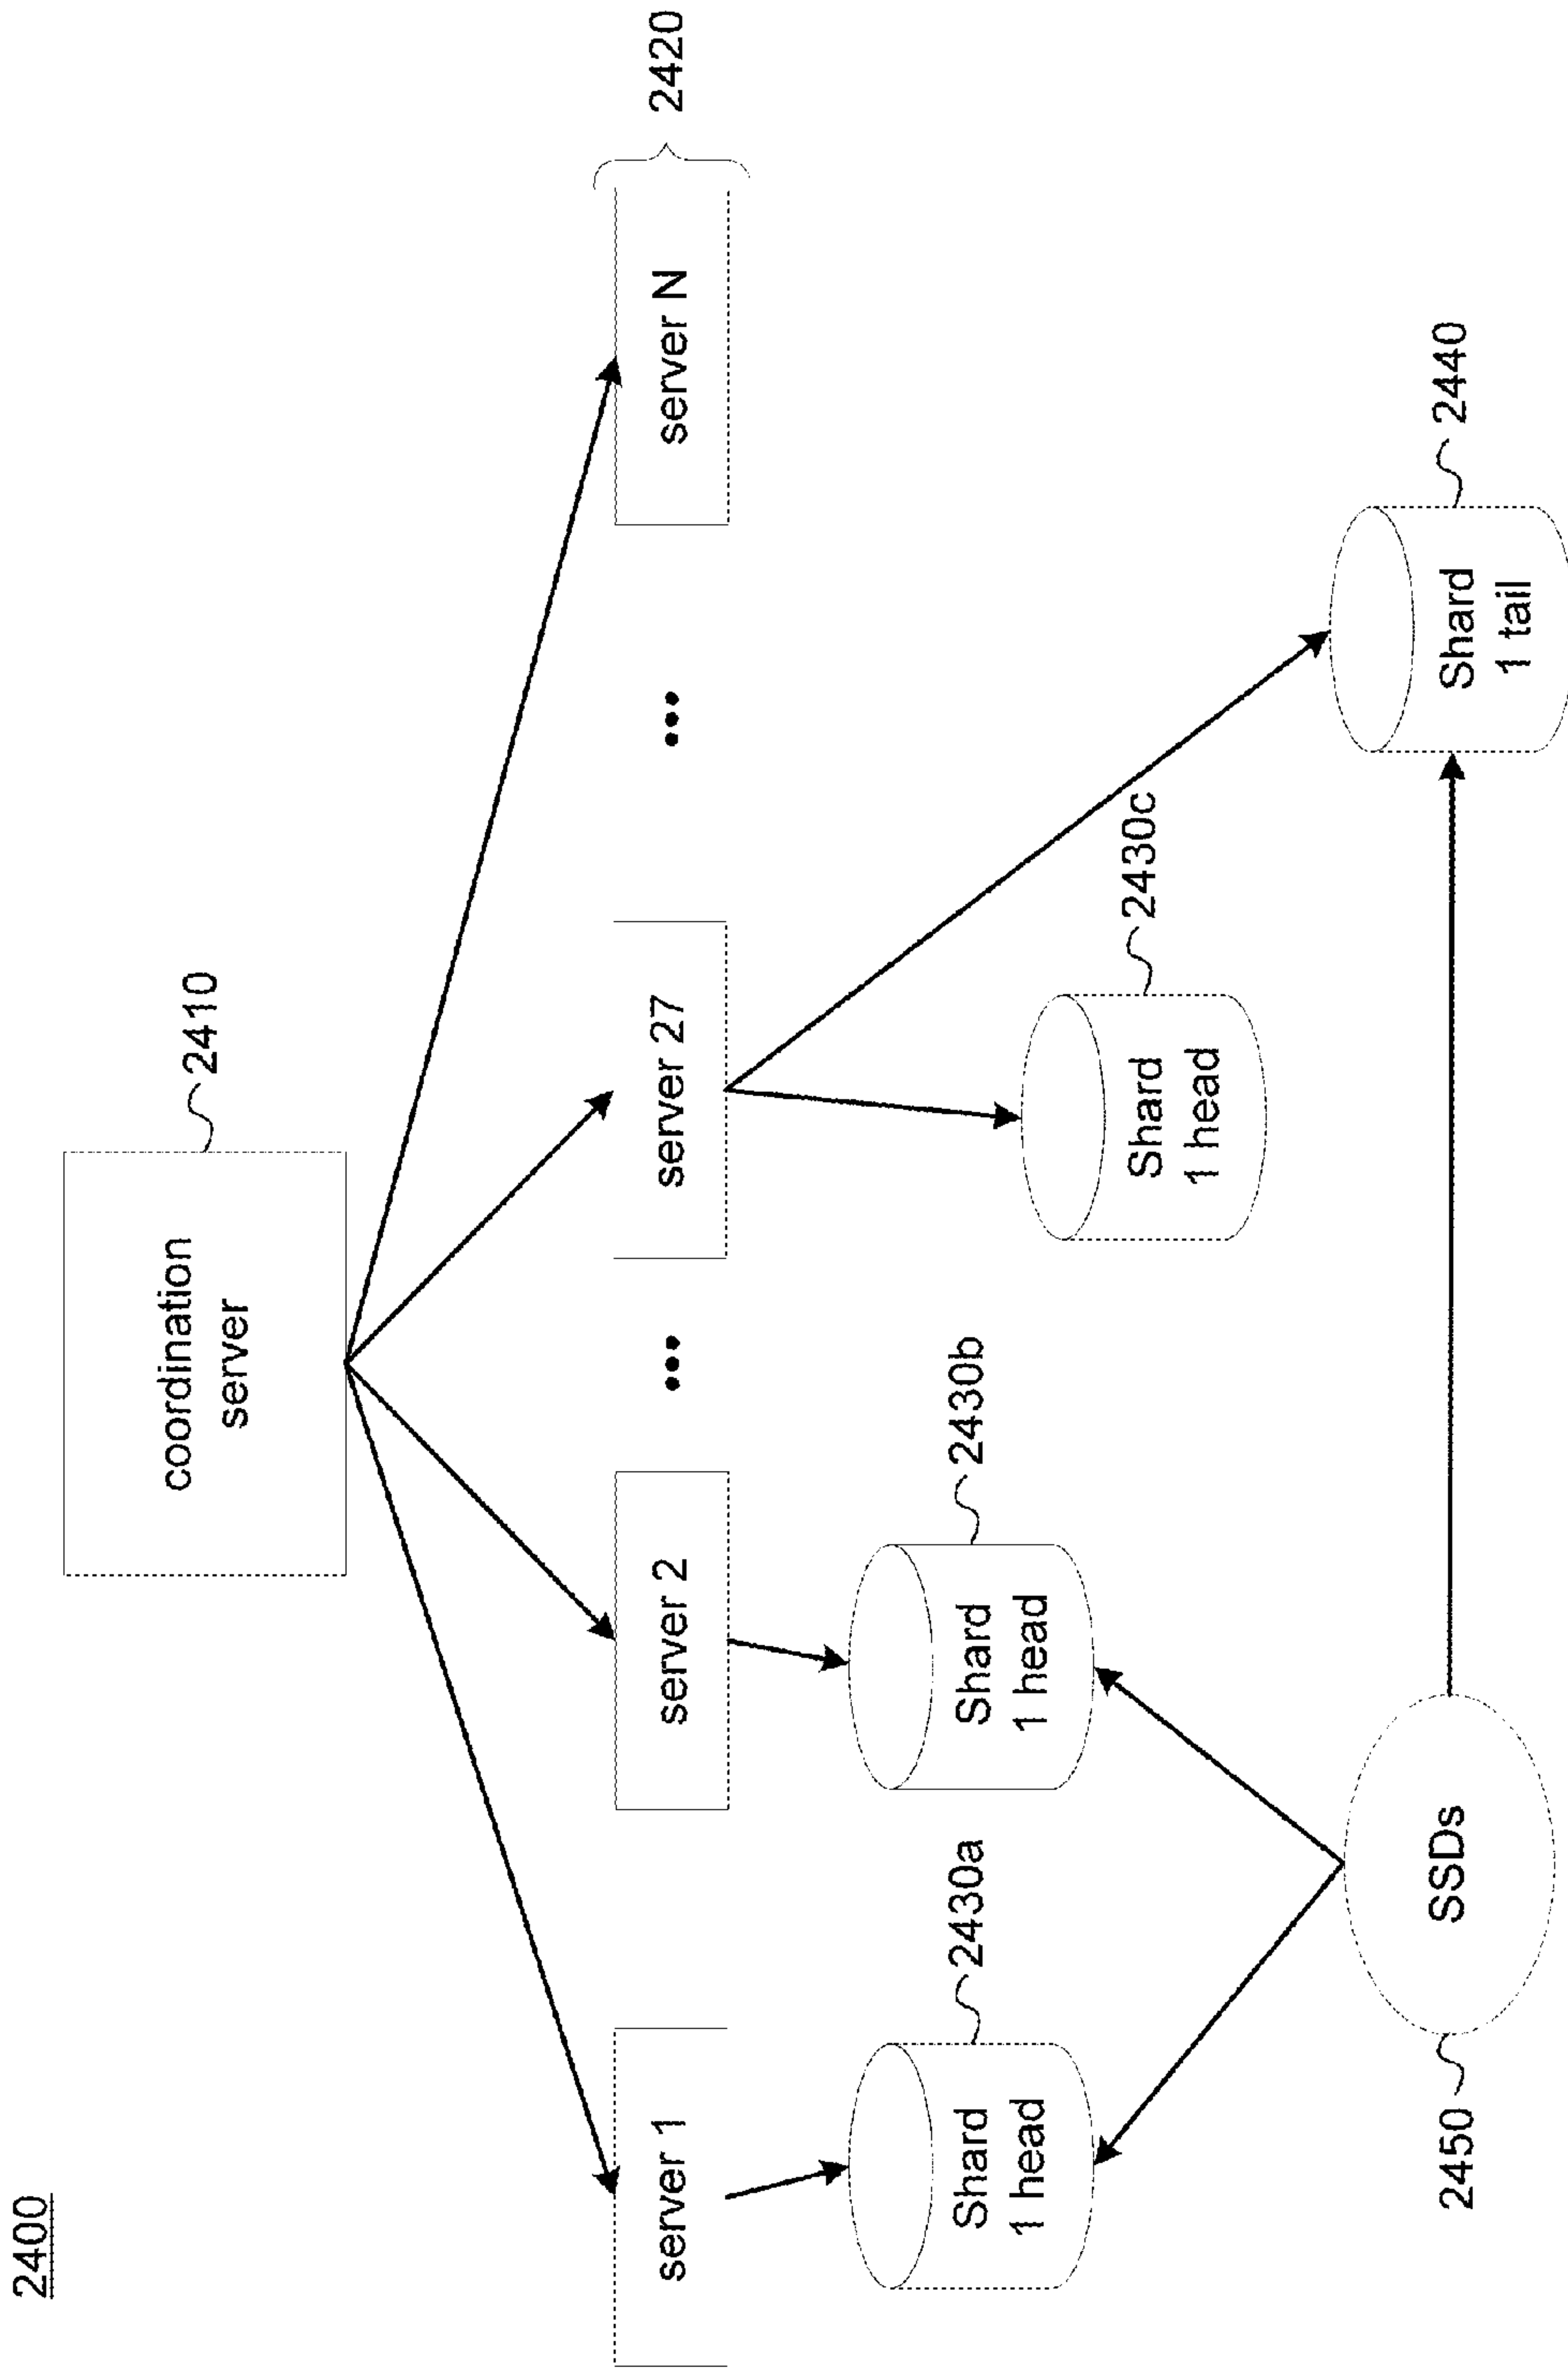 2400
coordination
server
2410
server 1
server 2
•••
server 27
•••
server N
2420
Shard
1 head
2430a
Shard
1 head
2430b
Shard
1 head
2430c
SSDs
2450
Shard
1 tail
2440